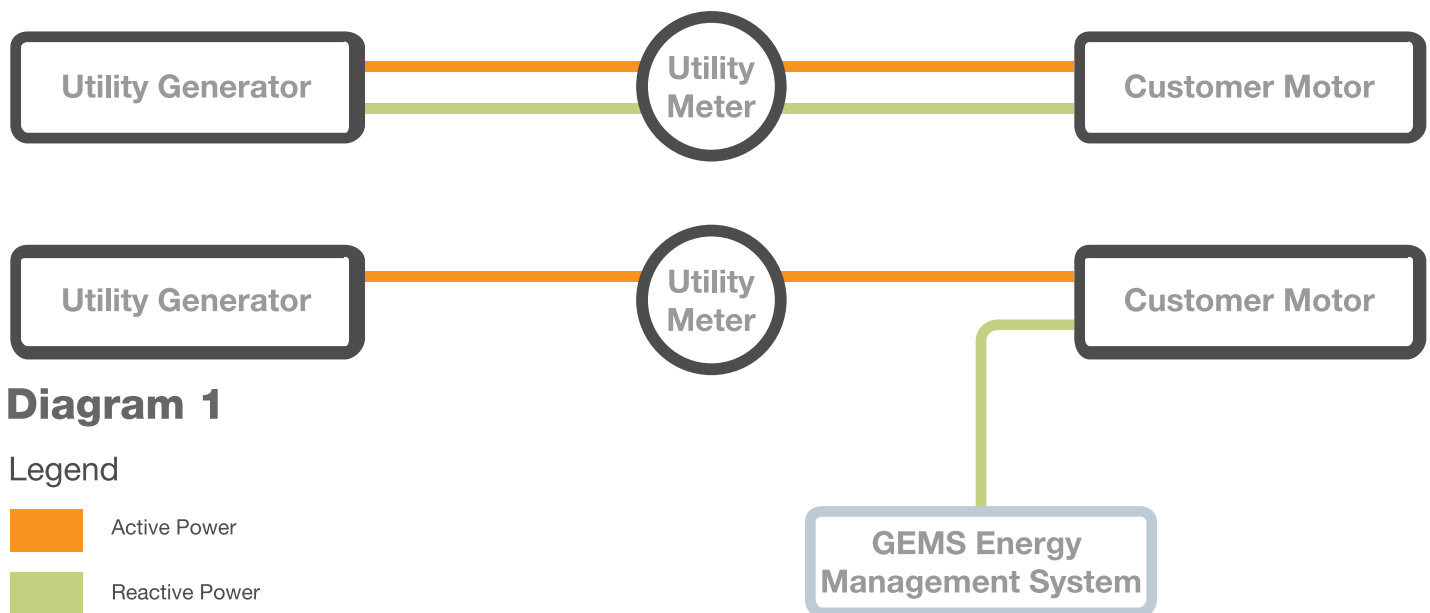 Utility Generator
Utility
Meter
Customer Motor
Utility Generator
Utility
Meter
Customer Motor
Diagram 1
Legend
Active Power
Reactive Power
GEMS Energy
Management System